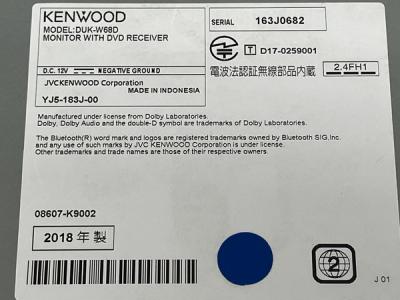 KENWOOD
MODEL:DUK-W68D
MONITOR WITH DVD RECEIVER
SERIAL 163J0682
T D17-0259001
D.C. 12V NEGATIVE GROUND
電波法認証無線部品内蔵 2.4FH1
JVCKENWOOD Corporation
MADE IN INDONESIA
YJ5-183J-00
Manufactured under license from Dolby Laboratories.
Dolby, Dolby Audio and the double-D symbol are trademarks of Dolby Laboratories.
The Bluetooth(R) word mark and logos are registered trademarks owned by Bluetooth SIG,Inc.
and any use of such marks by JVC KENWOOD Corporation is under license.
Other trademarks and trade names are those of their respective owners.
08607-K9002
2018 年 製
2
J 01